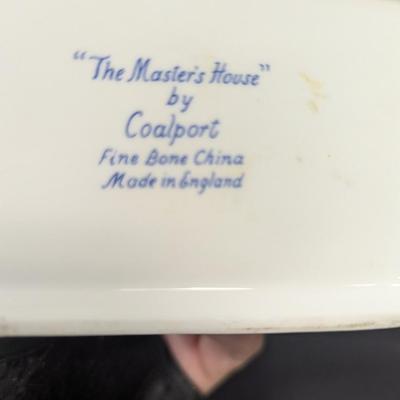 "The Master's House"
by
Coalport
Fine Bone China
Made in England